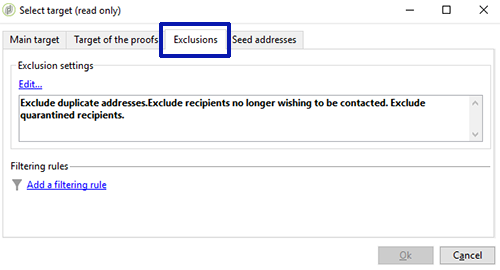 Select target (read only)
Main target Target of the proofs Exclusions Seed addresses
Exclusion settings
Edit...
Exclude duplicate addresses.Exclude recipients no longer wishing to be contacted. Exclude
quarantined recipients.
Filtering rules
Add a filtering rule
Ok Cancel